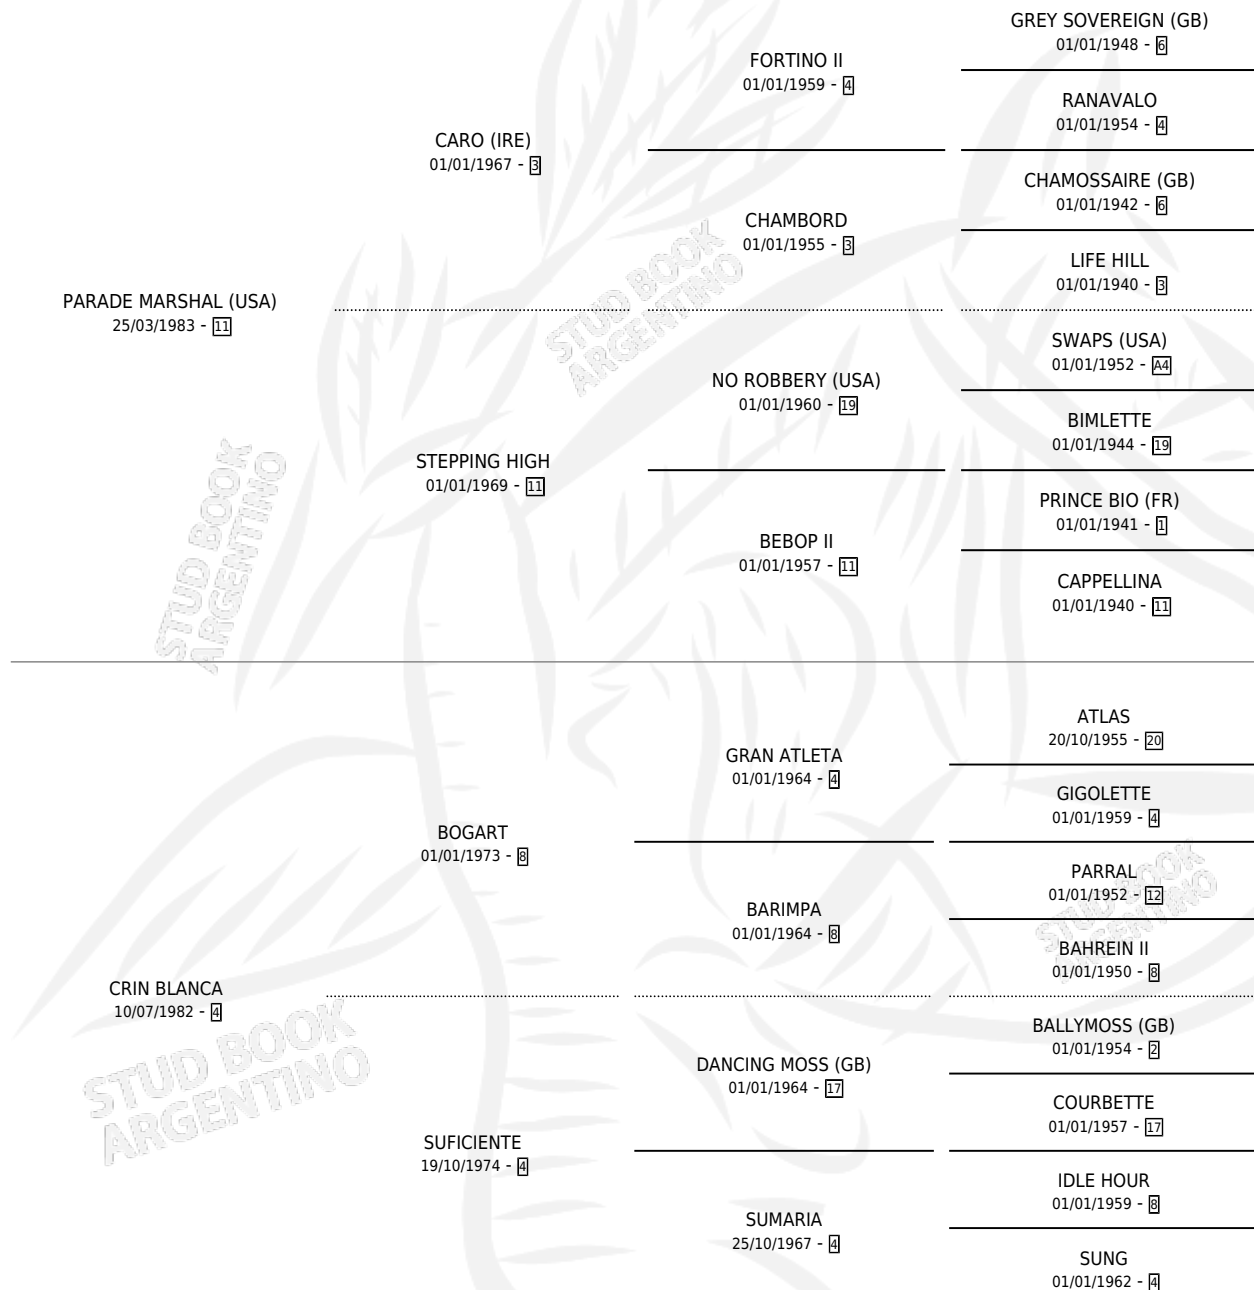 GREY SOVEREIGN (GB)
01/01/1948 - 6
FORTINO II
01/01/1959 - 4
RANAVALO
01/01/1954 - 4
CARO (IRE)
01/01/1967 - 3
CHAMOSSAIRE (GB)
01/01/1942 - 6
CHAMBORD
01/01/1955 - 3
LIFE HILL
01/01/1940 - 3
PARADE MARSHAL (USA)
25/03/1983 - 11
STUD BOOK
ARGENTINO
SWAPS (USA)
01/01/1952 - A4
NO ROBBERY (USA)
01/01/1960 - 19
BIMLETTE
01/01/1944 - 19
STEPPING HIGH
01/01/1969 - 11
PRINCE BIO (FR)
01/01/1941 - 1
BEBOP II
01/01/1957 - 11
CAPPELLINA
01/01/1940 - 11
STUD BOOK
ARGENTINO
ATLAS
20/10/1955 - 20
GRAN ATLETA
01/01/1964 - 4
GIGOLETTE
01/01/1959 - 4
BOGART
01/01/1973 - 8
PARRAL
01/01/1952 - 12
BARIMPA
01/01/1964 - 8
STUD BOOK
ARGENTINO
BAHREIN II
01/01/1950 - 8
CRIN BLANCA
10/07/1982 - 4
BALLYMOSS (GB)
01/01/1954 - 2
DANCING MOSS (GB)
01/01/1964 - 17
COURBETTE
01/01/1957 - 17
STUD BOOK
ARGENTINO
SUFICIENTE
19/10/1974 - 4
IDLE HOUR
01/01/1959 - 8
SUMARIA
25/10/1967 - 4
SUNG
01/01/1962 - 4